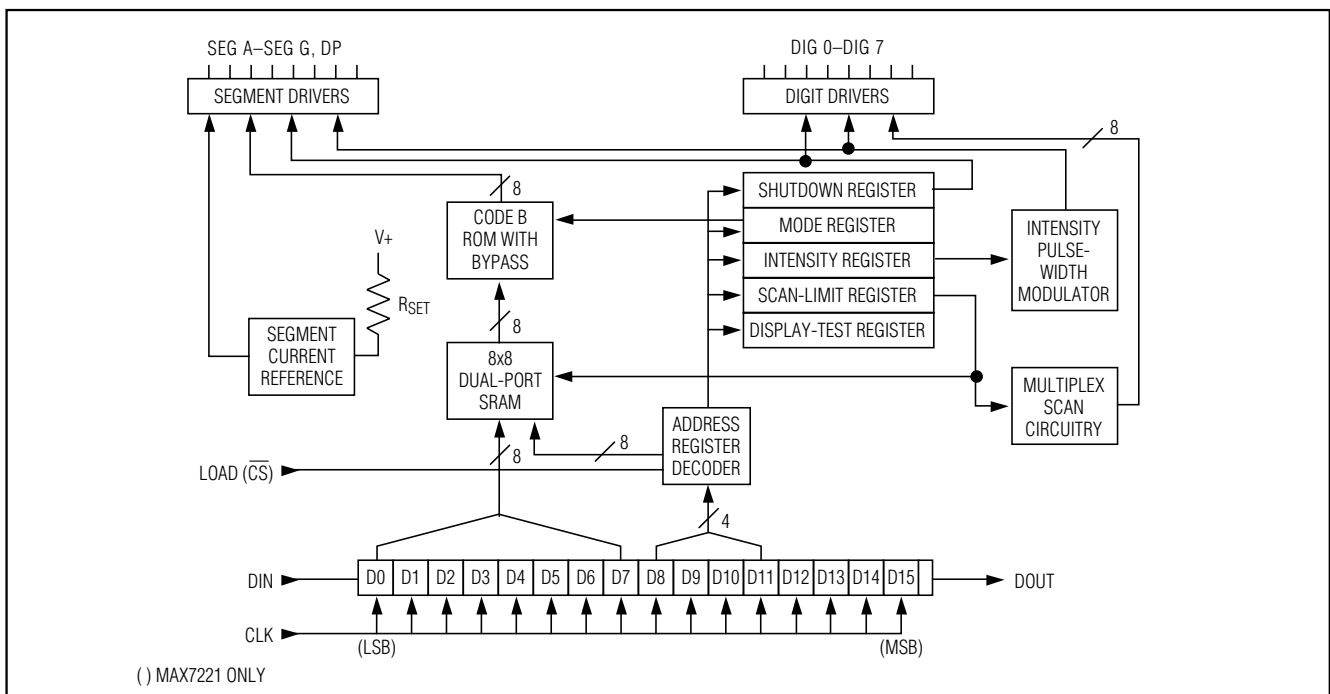 SEG A–SEG G, DP
DIG 0–DIG 7
SEGMENT DRIVERS
DIGIT DRIVERS
8
8
SHUTDOWN REGISTER
MODE REGISTER
INTENSITY REGISTER
SCAN-LIMIT REGISTER
DISPLAY-TEST REGISTER
CODE B
ROM WITH
BYPASS
INTENSITY
PULSE-
WIDTH
MODULATOR
V+
RSET
8
SEGMENT
CURRENT
REFERENCE
8x8
DUAL-PORT
SRAM
MULTIPLEX
SCAN
CIRCUITRY
ADDRESS
REGISTER
DECODER
8
8
LOAD (CS)
4
DIN
D0 D1 D2 D3 D4 D5 D6 D7 D8 D9 D10 D11 D12 D13 D14 D15
DOUT
CLK
(LSB)
(MSB)
( ) MAX7221 ONLY